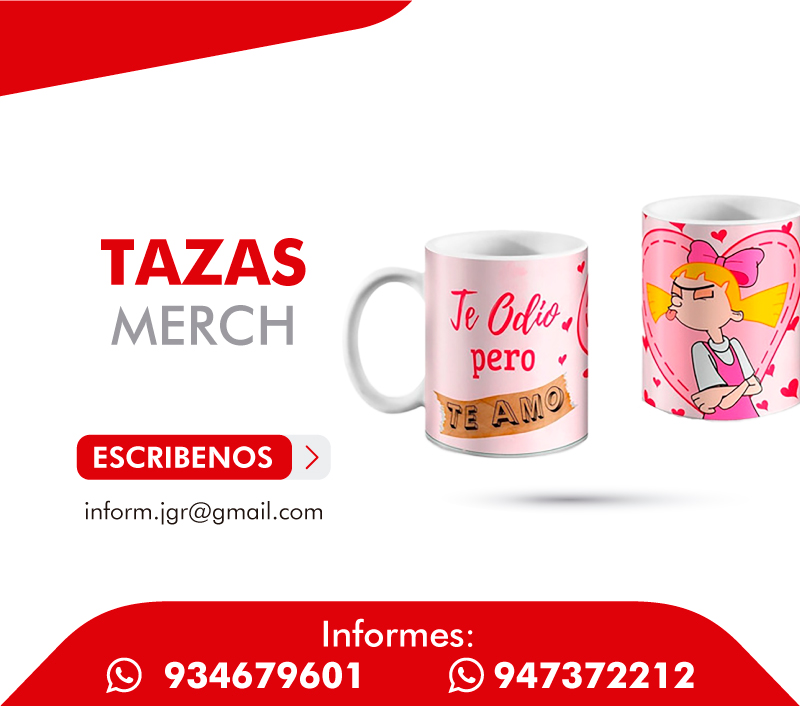 TAZAS
MERCH
Te Odio
pero
TE AMO
ESCRIBENOS
inform.jgr@gmail.com
Informes:
934679601
947372212